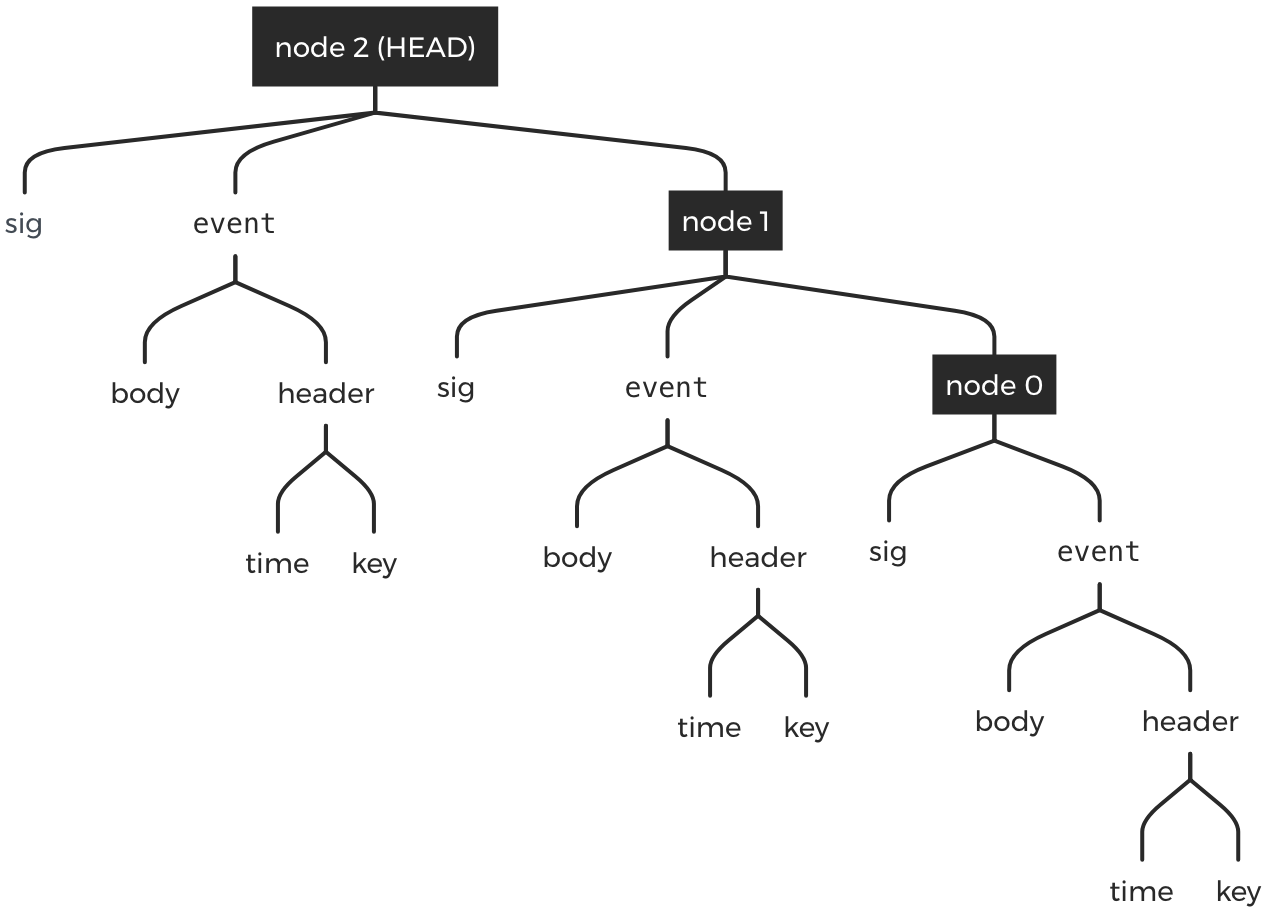 node 2 (HEAD)
sig
event
node 1
body
header
sig
event
node 0
time
key
body
header
sig
event
time
key
body
header
time
key